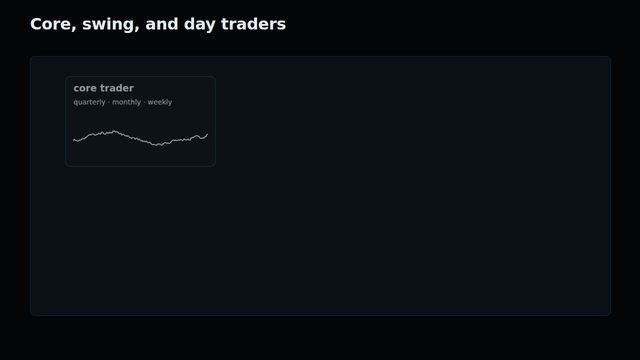 Core, swing, and day traders
core trader
quarterly · monthly · weekly